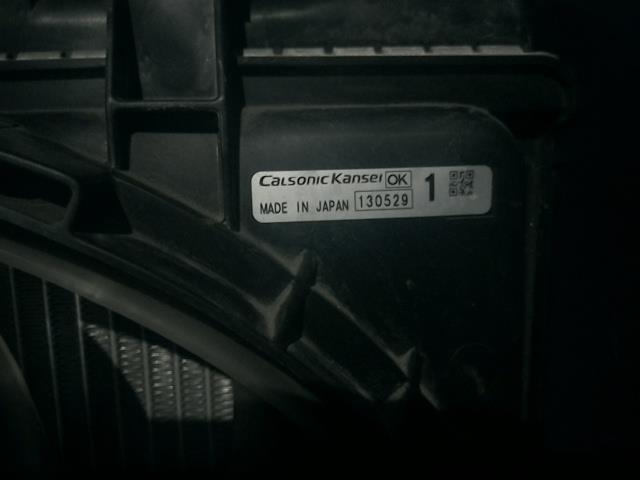 CalsonicKansei OK 1
MADE IN JAPAN 130529